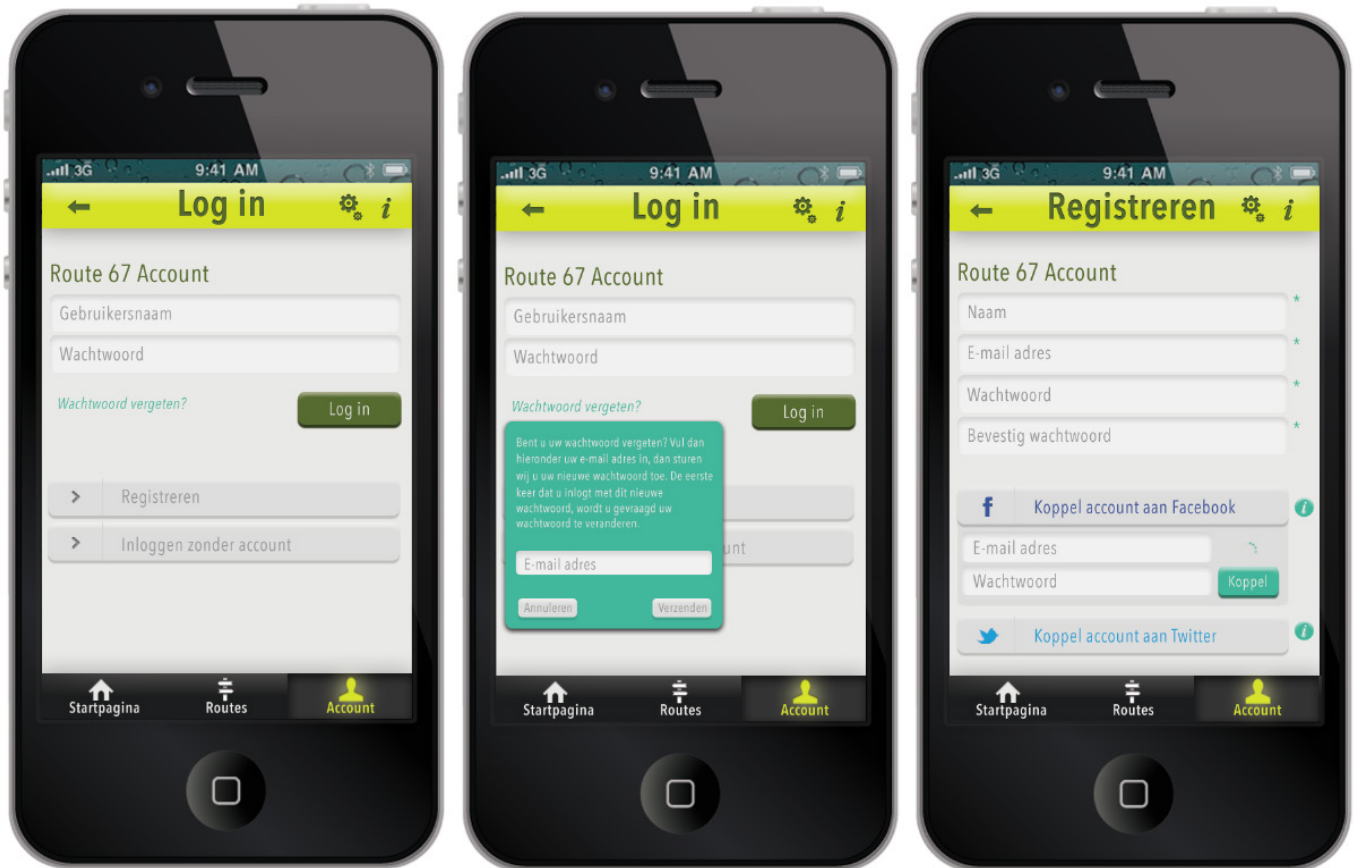 3G 9:41 AM
Log in
Route 67 Account
Gebruikersnaam
Wachtwoord
Wachtwoord vergeten?
Log in
Registreren
Inloggen zonder account
Startpagina
Routes
Account
3G 9:41 AM
Log in
Route 67 Account
Gebruikersnaam
Wachtwoord
Wachtwoord vergeten?
Log in
Bent u uw wachtwoord vergeten? Vul dan
hieronder uw e-mail adres in, dan sturen
wij u uw nieuwe wachtwoord toe. De eerste
keer dat u inlogt met dit nieuwe
wachtwoord, wordt u gevraagd uw
wachtwoord te veranderen.
unt
E-mail adres
Annuleren
Verzenden
Startpagina
Routes
Account
3G 9:41 AM
Registreren
Route 67 Account
Naam *
E-mail adres *
Wachtwoord *
Bevestig wachtwoord *
Koppel account aan Facebook
E-mail adres
Wachtwoord
Koppel
Koppel account aan Twitter
Startpagina
Routes
Account